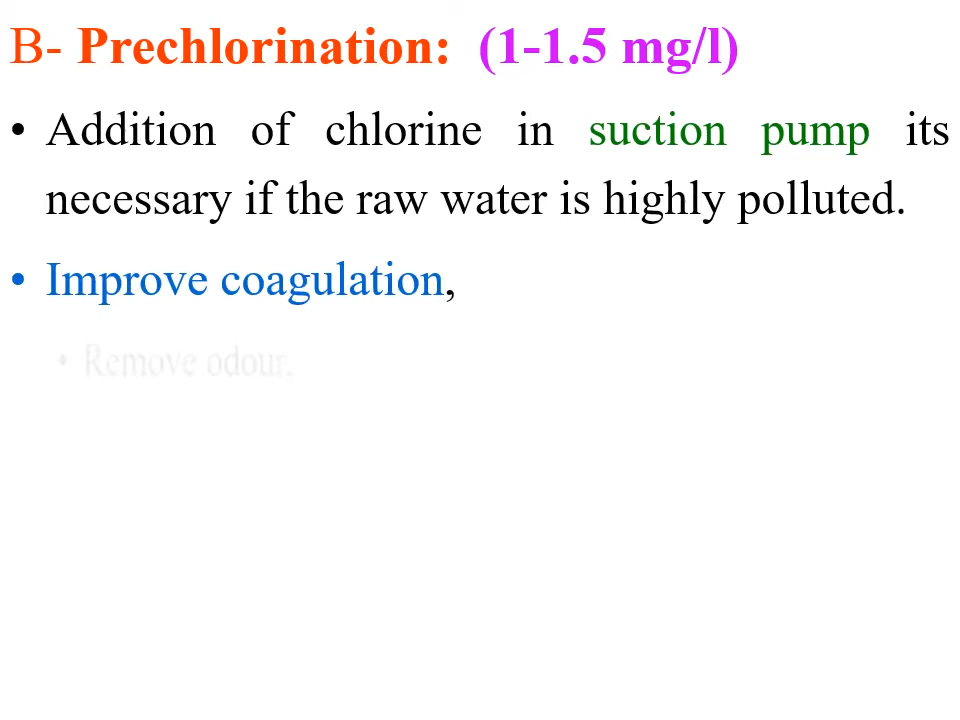 B- Prechlorination: (1-1.5 mg/l)
• Addition of chlorine in suction pump its
necessary if the raw water is highly polluted.
• Improve coagulation,
• Remove odour.